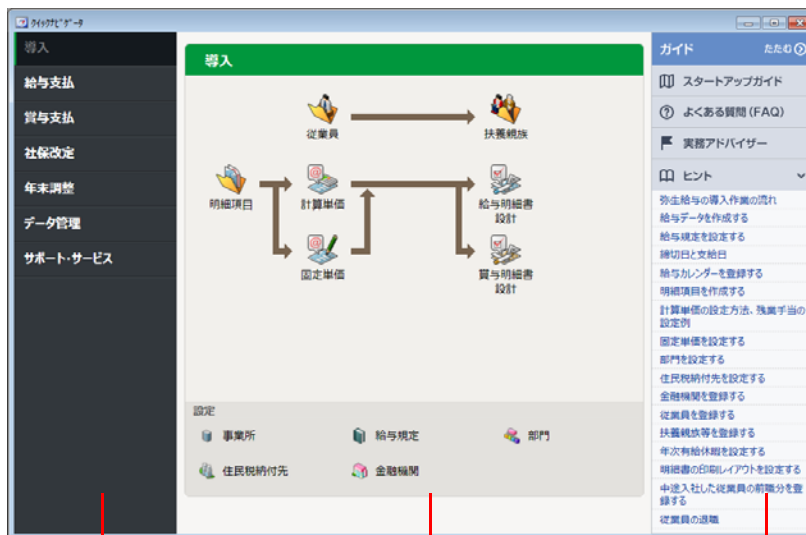 クイックナビゲータ
導入
給与支払
賞与支払
社保改定
年末調整
データ管理
サポート・サービス
導入
従業員
扶養親族
明細項目
計算単価
給与明細書
設計
固定単価
賞与明細書
設計
設定
事業所
給与規定
部門
住民税納付先
金融機関
ガイド
たたむ
スタートアップガイド
よくある質問(FAQ)
実務アドバイザー
ヒント
弥生給与の導入作業の流れ
給与データを作成する
給与規定を設定する
締切日と支給日
給与カレンダーを登録する
明細項目を作成する
計算単価の設定方法、残業手当の
設定例
固定単価を設定する
部門を設定する
住民税納付先を設定する
金融機関を登録する
従業員を登録する
扶養親族等を登録する
年次有給休暇を設定する
明細書の印刷レイアウトを設定する
中途入社した従業員の前職分を登
録する
従業員の退職